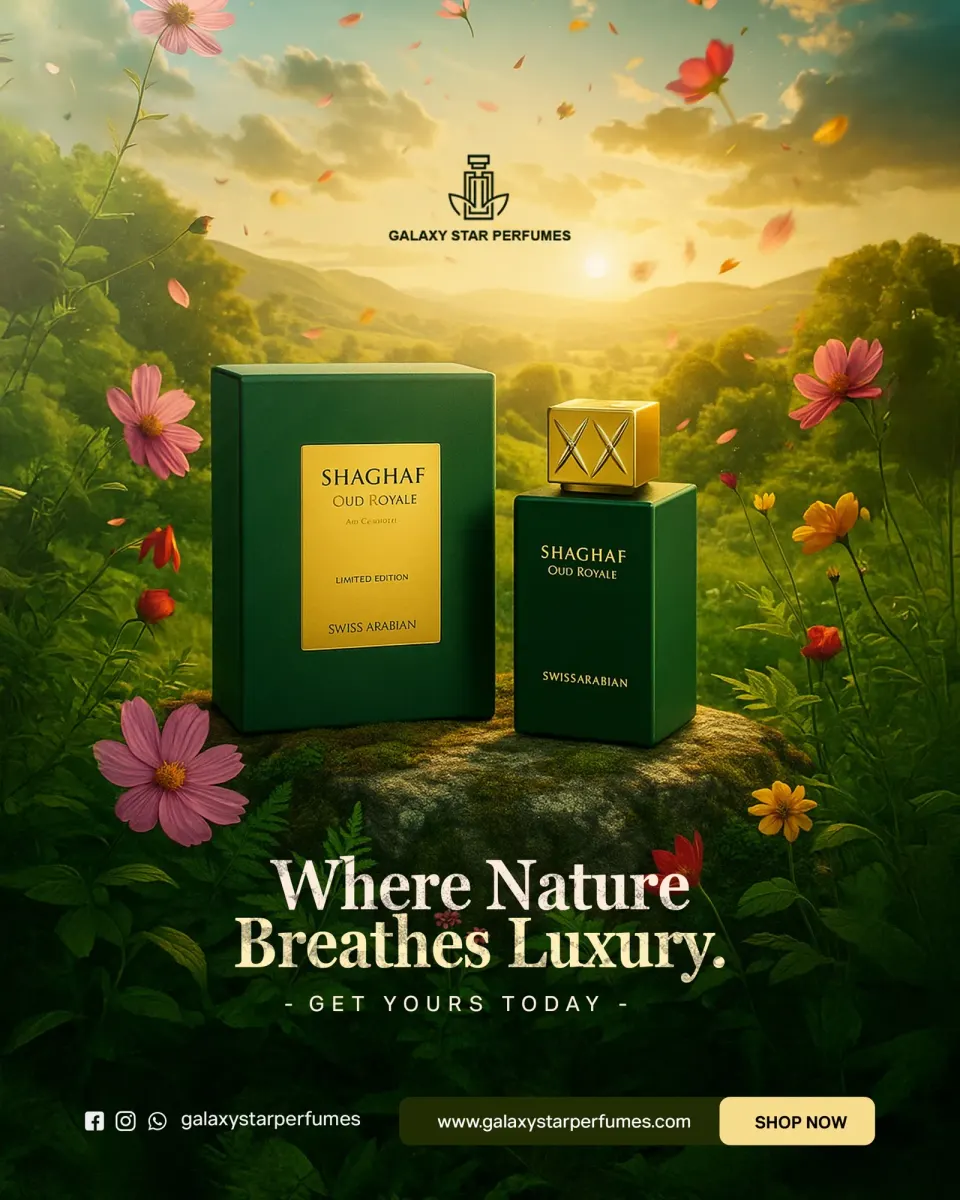 GALAXY STAR PERFUMES
SHAGHAF
OUD ROYALE
LIMITED EDITION
SWISS ARABIAN
SHAGHAF
OUD ROYALE
SWISSARABIAN
Where Nature
Breathes Luxury.
- GET YOURS TODAY -
galaxystarperfumes
www.galaxystarperfumes.com
SHOP NOW